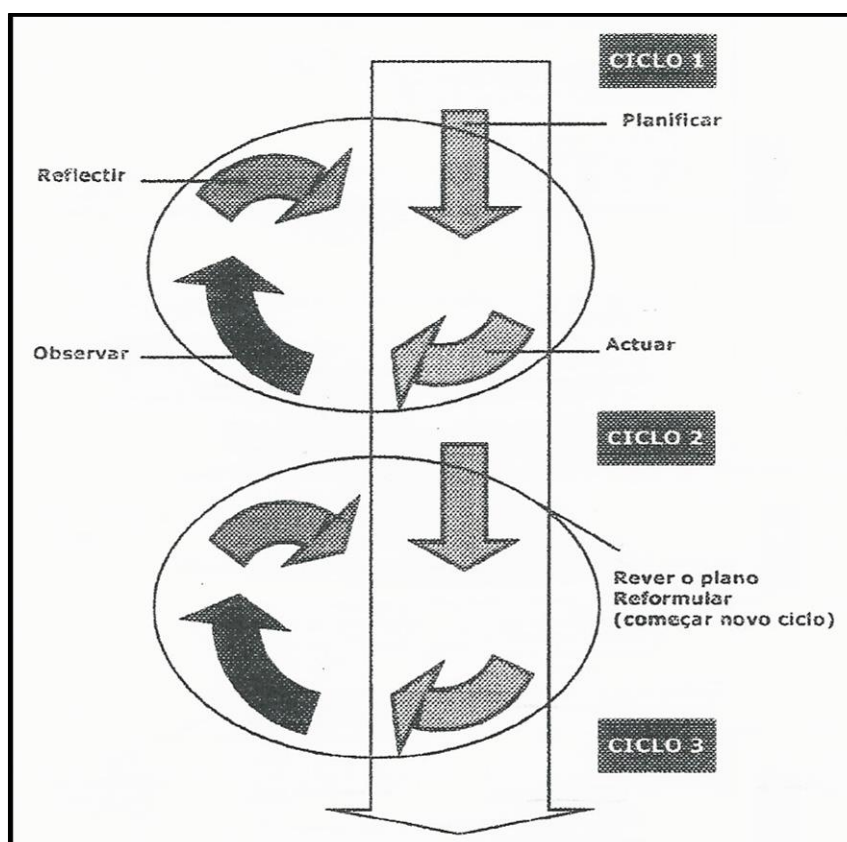 CICLO 1
Planificar
Reflectir
Observar
Actuar
CICLO 2
Rever o plano
Reformular
(começar novo ciclo)
CICLO 3